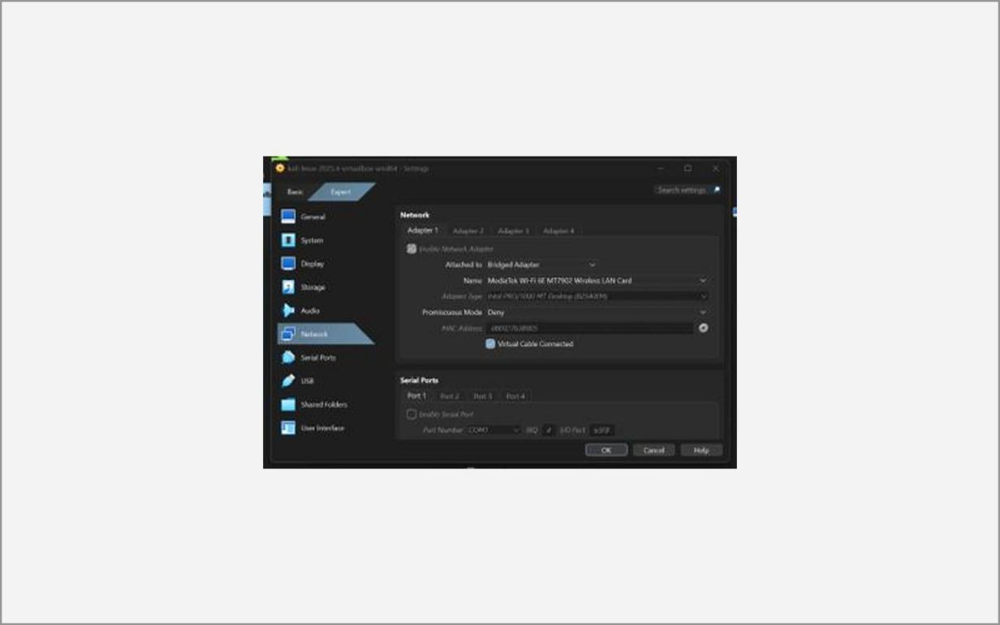 kali-linux-2025.4-virtualbox-amd64 - Settings
Basic
Expert
Search settings
General
System
Display
Storage
Audio
Network
Serial Ports
USB
Shared Folders
User Interface
Network
Adapter 1 Adapter 2 Adapter 3 Adapter 4
Enable Network Adapter
Attached to Bridged Adapter
Name MediaTek Wi-Fi 6E MT7902 Wireless LAN Card
Adapter Type Intel PRO/1000 MT Desktop (82540EM)
Promiscuous Mode Deny
MAC Address
Virtual Cable Connected
Serial Ports
Port 1 Port 2 Port 3 Port 4
Enable Serial Port
Port Number COM1 IRQ 4 I/O Port
OK Cancel Help